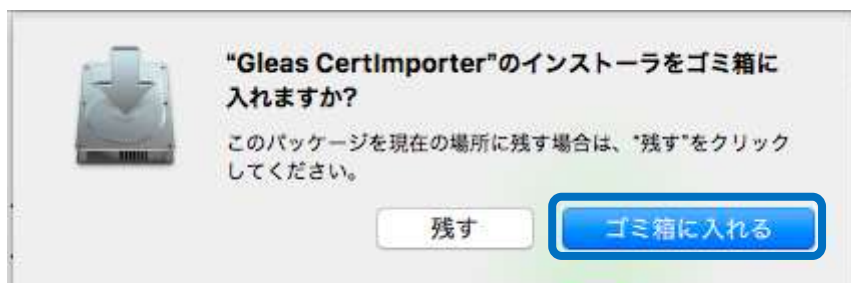 “Gleas CertImporter”のインストーラをゴミ箱に
入れますか?
このパッケージを現在の場所に残す場合は、“残す”をクリック
してください。
残す
ゴミ箱に入れる